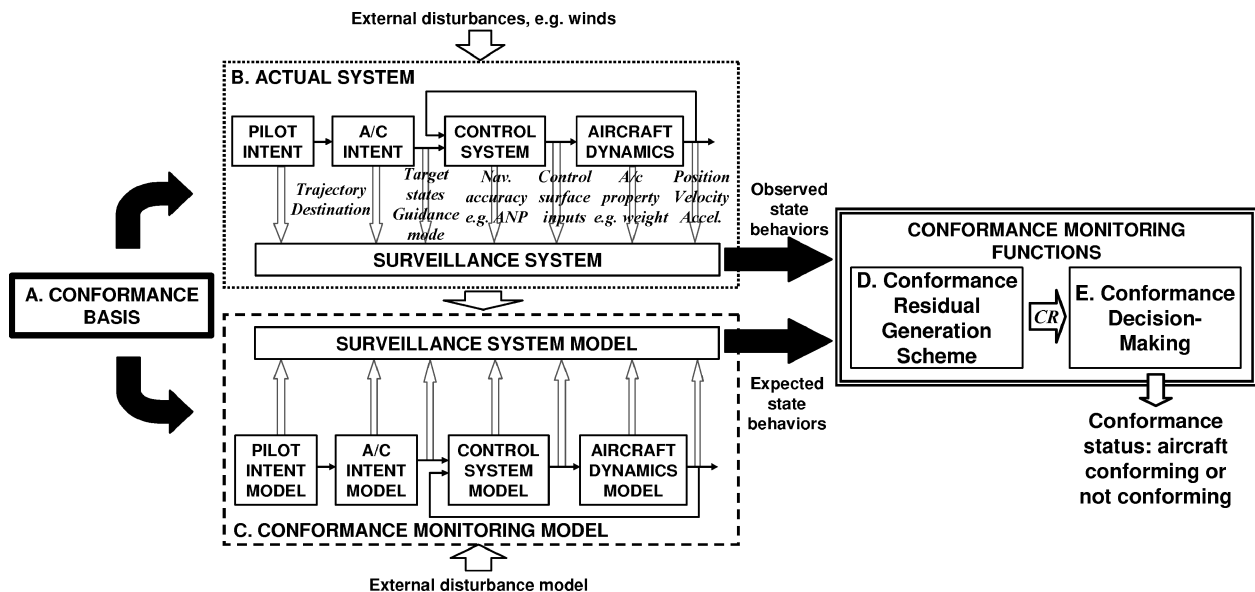 External disturbances, e.g. winds
B. ACTUAL SYSTEM
PILOT
INTENT
A/C
INTENT
CONTROL
SYSTEM
AIRCRAFT
DYNAMICS
Trajectory
Destination
Target
states
Guidance
mode
Nav.
accuracy
e.g. ANP
Control
surface
inputs
A/c
property
e.g. weight
Position
Velocity
Accel.
SURVEILLANCE SYSTEM
Observed
state
behaviors
A. CONFORMANCE
BASIS
SURVEILLANCE SYSTEM MODEL
Expected
state
behaviors
PILOT
INTENT
MODEL
A/C
INTENT
MODEL
CONTROL
SYSTEM
MODEL
AIRCRAFT
DYNAMICS
MODEL
C. CONFORMANCE MONITORING MODEL
External disturbance model
CONFORMANCE MONITORING
FUNCTIONS
D. Conformance
Residual
Generation
Scheme
CR
E. Conformance
Decision-
Making
Conformance
status: aircraft
conforming or
not conforming